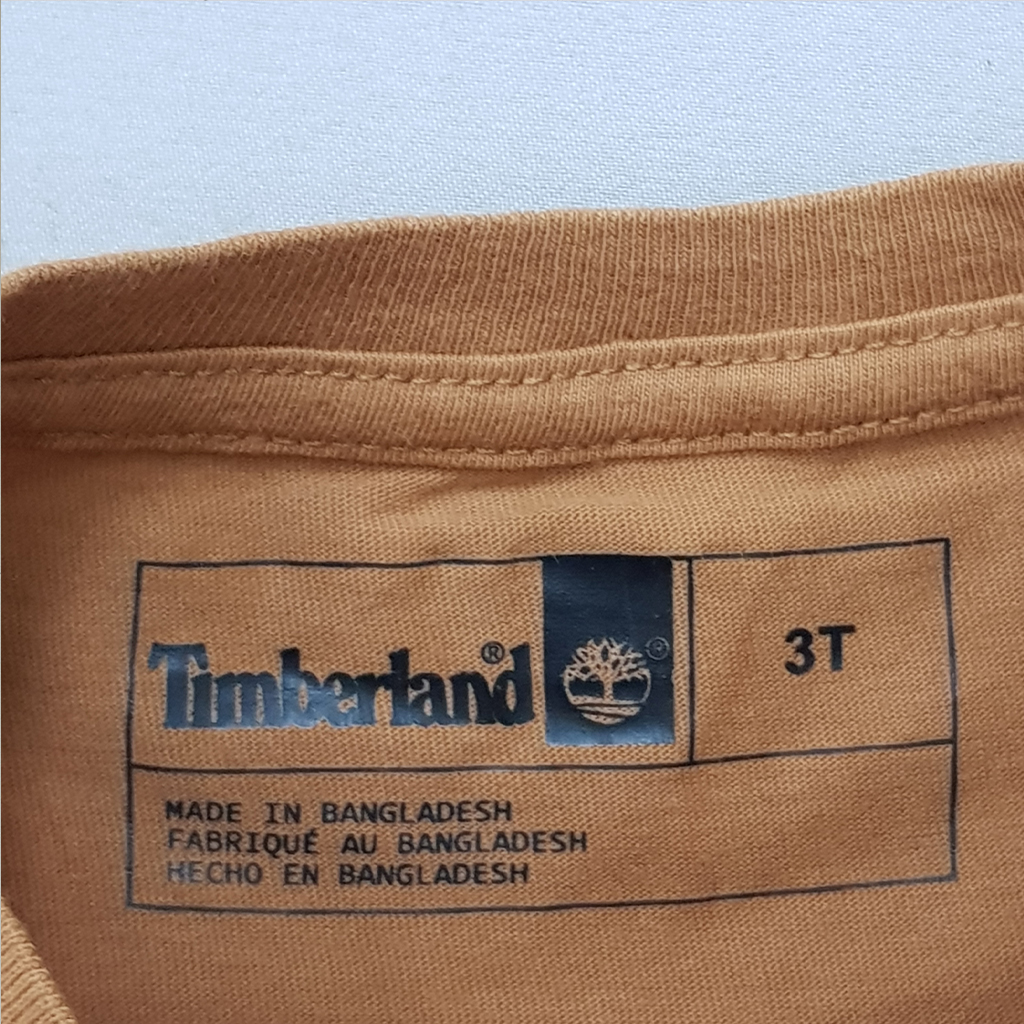 Timberland® ®
3T
MADE IN BANGLADESH
FABRIQUÉ AU BANGLADESH
HECHO EN BANGLADESH